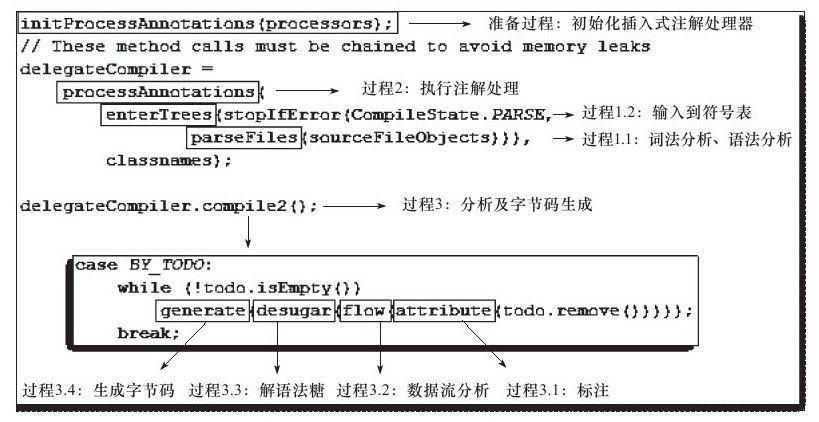 initProcessAnnotations(processors); 准备过程：初始化插入式注解处理器
// These method calls must be chained to avoid memory leaks
delegateCompiler =
processAnnotations( 过程2：执行注解处理
enterTrees(stopIfError(CompileState.PARSE, 过程1.2：输入到符号表
parseFiles(sourceFileObjects))), 过程1.1：词法分析、语法分析
classnames);
delegateCompiler.compile2(); 过程3：分析及字节码生成
case BY_TODO:
while (!todo.isEmpty())
generate(desugar(flow(attribute(todo.remove()))));
break;
过程3.4：生成字节码 过程3.3：解语法糖 过程3.2：数据流分析 过程3.1：标注